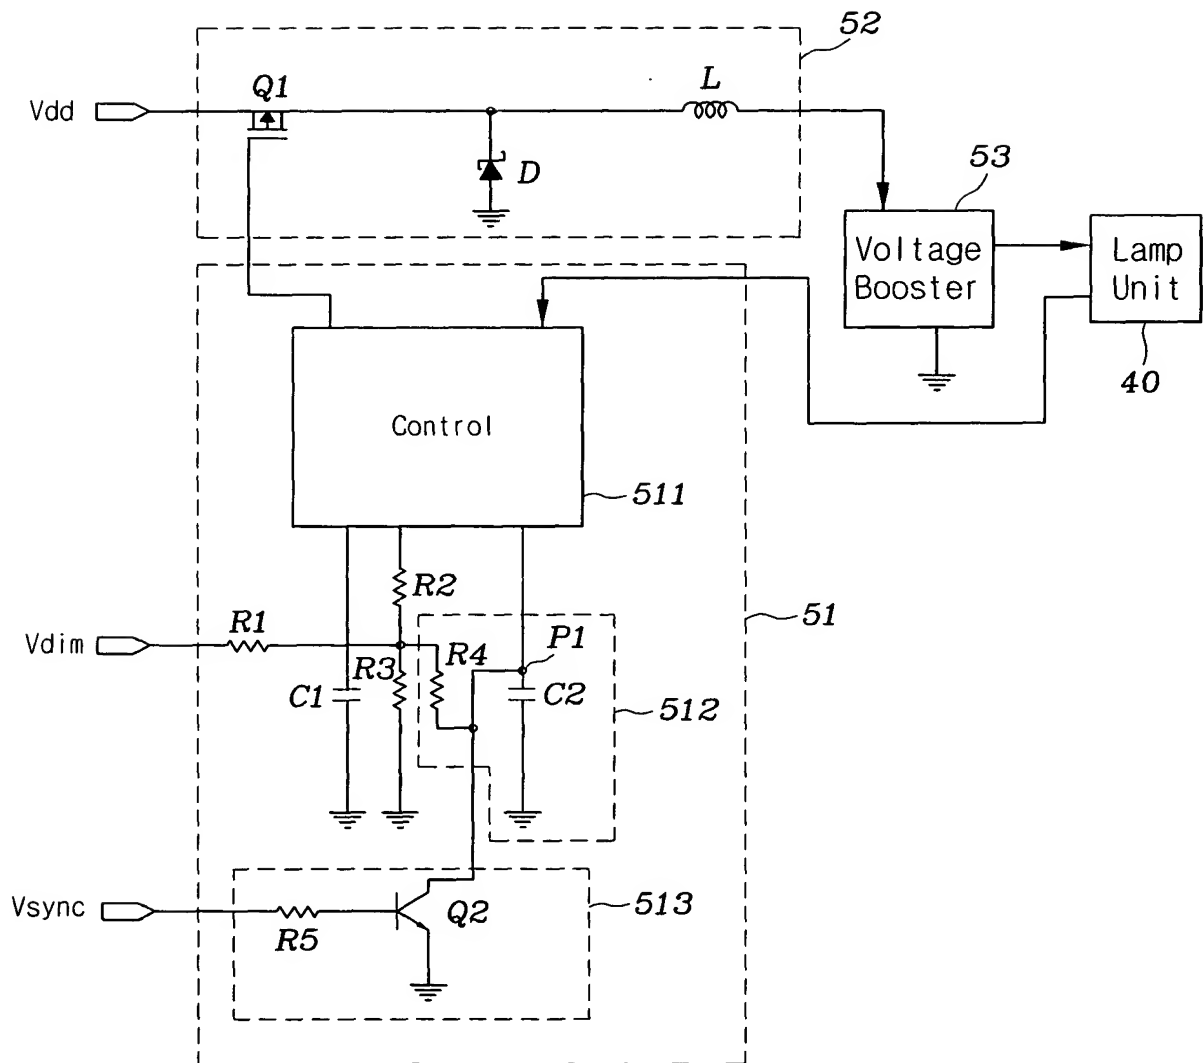 52
Q1
L
Vdd
D
53
Voltage
Booster
Lamp
Unit
40
Control
511
R2
51
R1
P1
Vdim
R3
R4
C1
C2
512
Vsync
Q2
513
R5